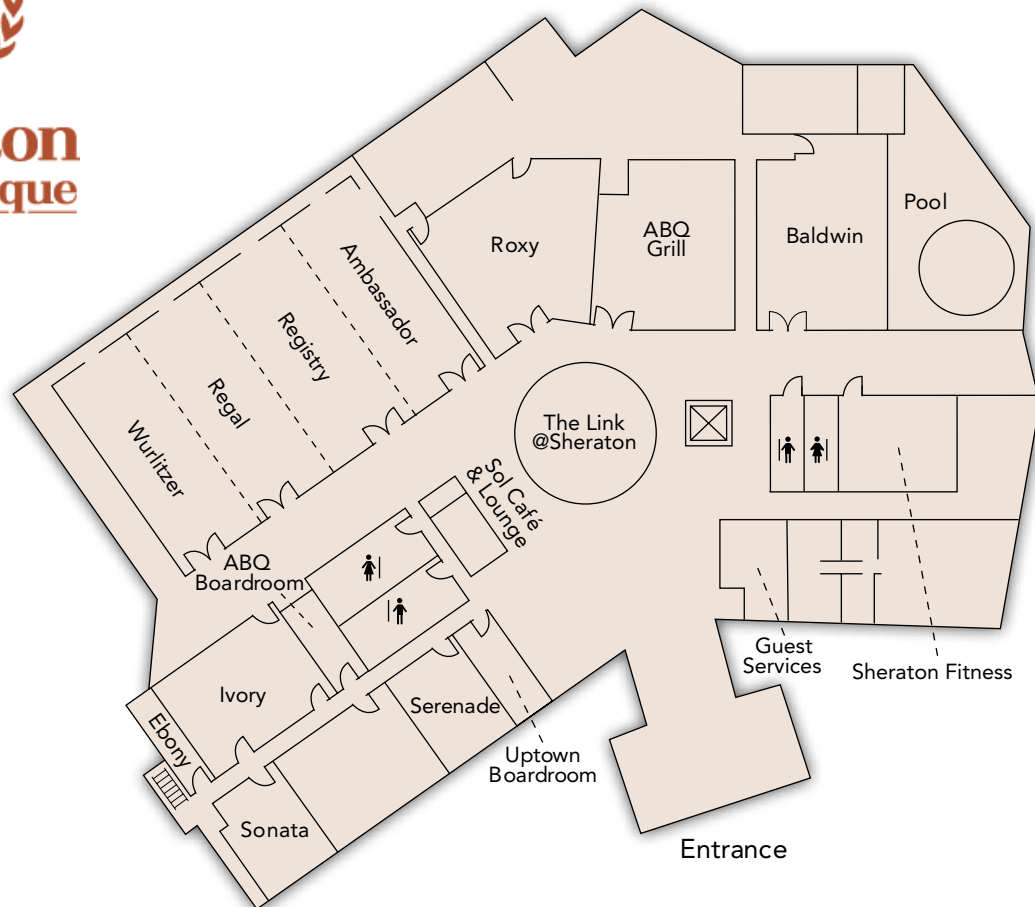 on
que
Pool
Baldwin
ABQ
Grill
Roxy
Ambassador
Registry
Regal
Wurlitzer
The Link
@Sheraton
Sol Café
& Lounge
ABQ
Boardroom
Ivory
Ebony
Sonata
Serenade
Uptown
Boardroom
Guest
Services
Sheraton Fitness
Entrance